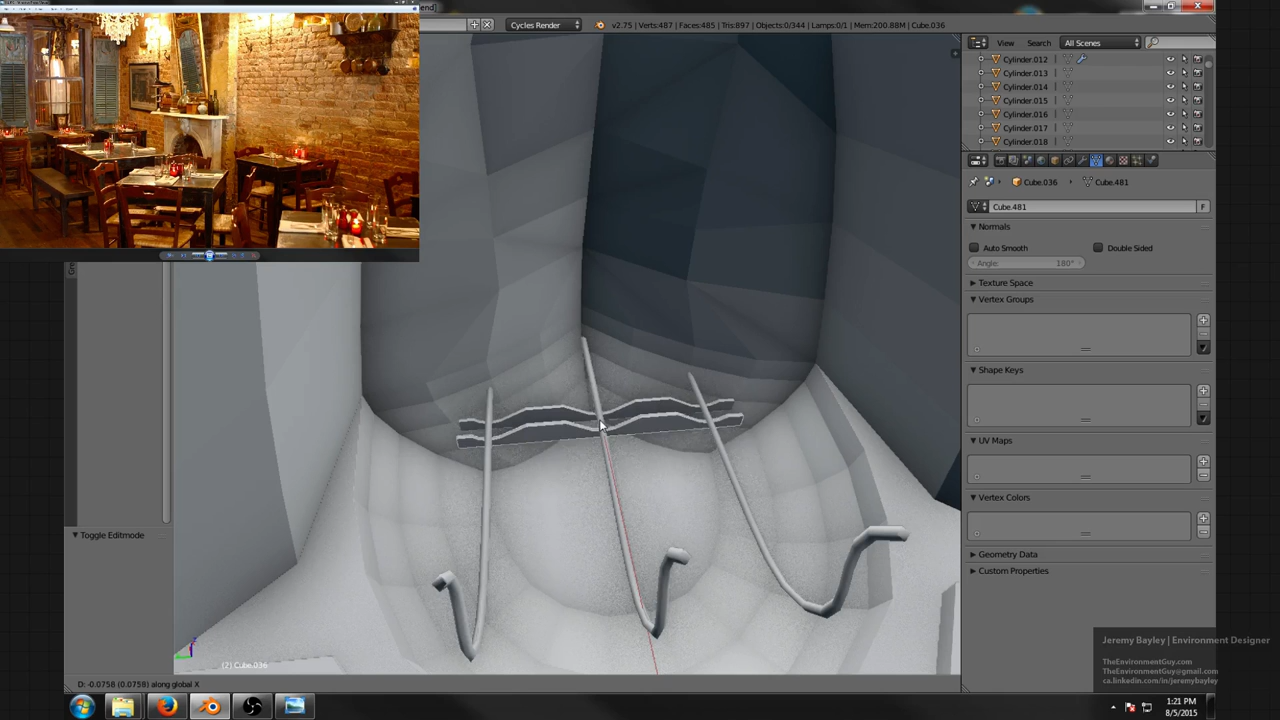 end]
Cycles Render
v2.75 | Verts:487 | Faces:485 | Tris:897 | Objects:0/344 | Lamps:0/1 | Mem:200.88M | Cube.036
View Search All Scenes
Cylinder.012
Cylinder.013
Cylinder.014
Cylinder.015
Cylinder.016
Cylinder.017
Cylinder.018
Cube.036 Cube.481
Cube.481 F
Normals
Auto Smooth Double Sided
Angle: 180°
Texture Space
Vertex Groups
Shape Keys
UV Maps
Vertex Colors
Geometry Data
Custom Properties
Toggle Editmode
(2) Cube.036
D: -0.0758 (0.0758) along global X
Jeremy Bayley | Environment Designer
TheEnvironmentGuy.com
TheEnvironmentGuy@gmail.com
ca.linkedin.com/in/jeremybayley
1:21 PM
8/5/2015